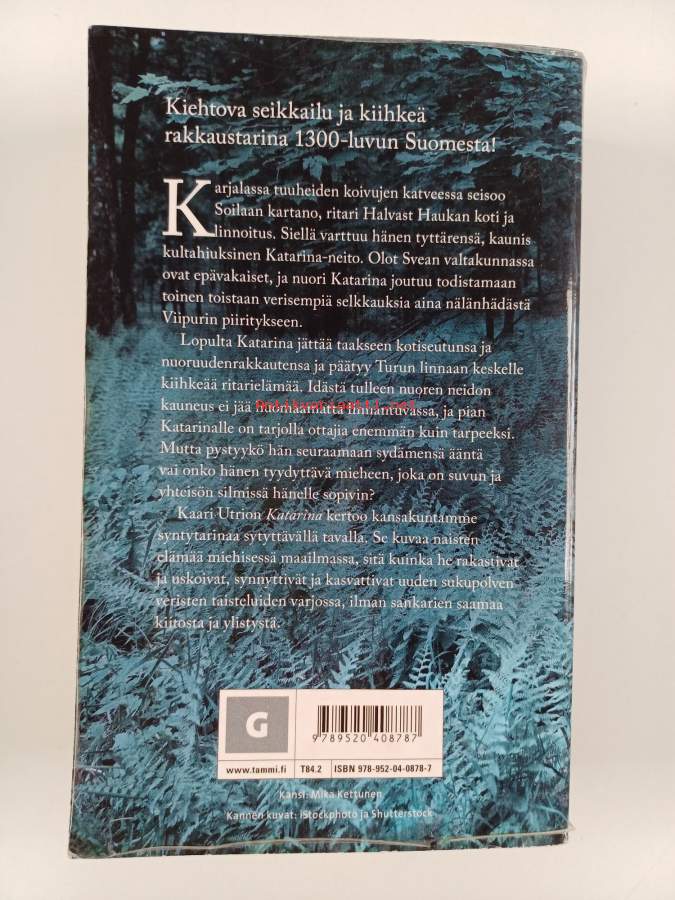 Kiehtova seikkailu ja kiihkeä
rakkaustarina 1300-luvun Suomesta!
Karjalassa tuuheiden koivujen katveessa seisoo
Soilaan kartano, ritari Halvast Haukan koti ja
linnoitus. Siellä varttuu hänen tyttärensä, kaunis
kultahiuksinen Katarina-neito. Olot Svean valtakunnassa
ovat epävakaiset, ja nuori Katarina joutuu todistamaan
toinen toistaan verisempiä selkkauksia aina nälänhädästä
Viipurin piiritykseen.
Lopulta Katarina jättää taakseen kotiseutunsa ja
nuoruudenrakkautensa ja päätyy Turun linnaan keskelle
kiihkeää ritarielämää. Idästä tulleen nuoren neidon
kauneus ei jää huomaamatta linnantuvassa, ja pian
Katarinalle on tarjolla ottajia enemmän kuin tarpeeksi.
Mutta pystyykö hän seuraamaan sydämensä ääntä
vai onko hänen tyydyttävä mieheen, joka on suvun ja
yhteisön silmissä hänelle sopivin?
Kaari Utrion Katarina kertoo kansakuntamme
syntytarinaa sytyttävällä tavalla. Se kuvaa naisten
elämää miehisessä maailmassa, sitä kuinka he rakastivat
ja uskoivat, synnyttivät ja kasvattivat uuden sukupolven
veristen taisteluiden varjossa, ilman sankarien saamaa
kiitosta ja ylistystä.
G
9 789520 408787
www.tammi.fi T84.2 ISBN 978-952-04-0878-7
Kansi: Mika Kettunen
Kannen kuvat: iStockphoto ja Shutterstock